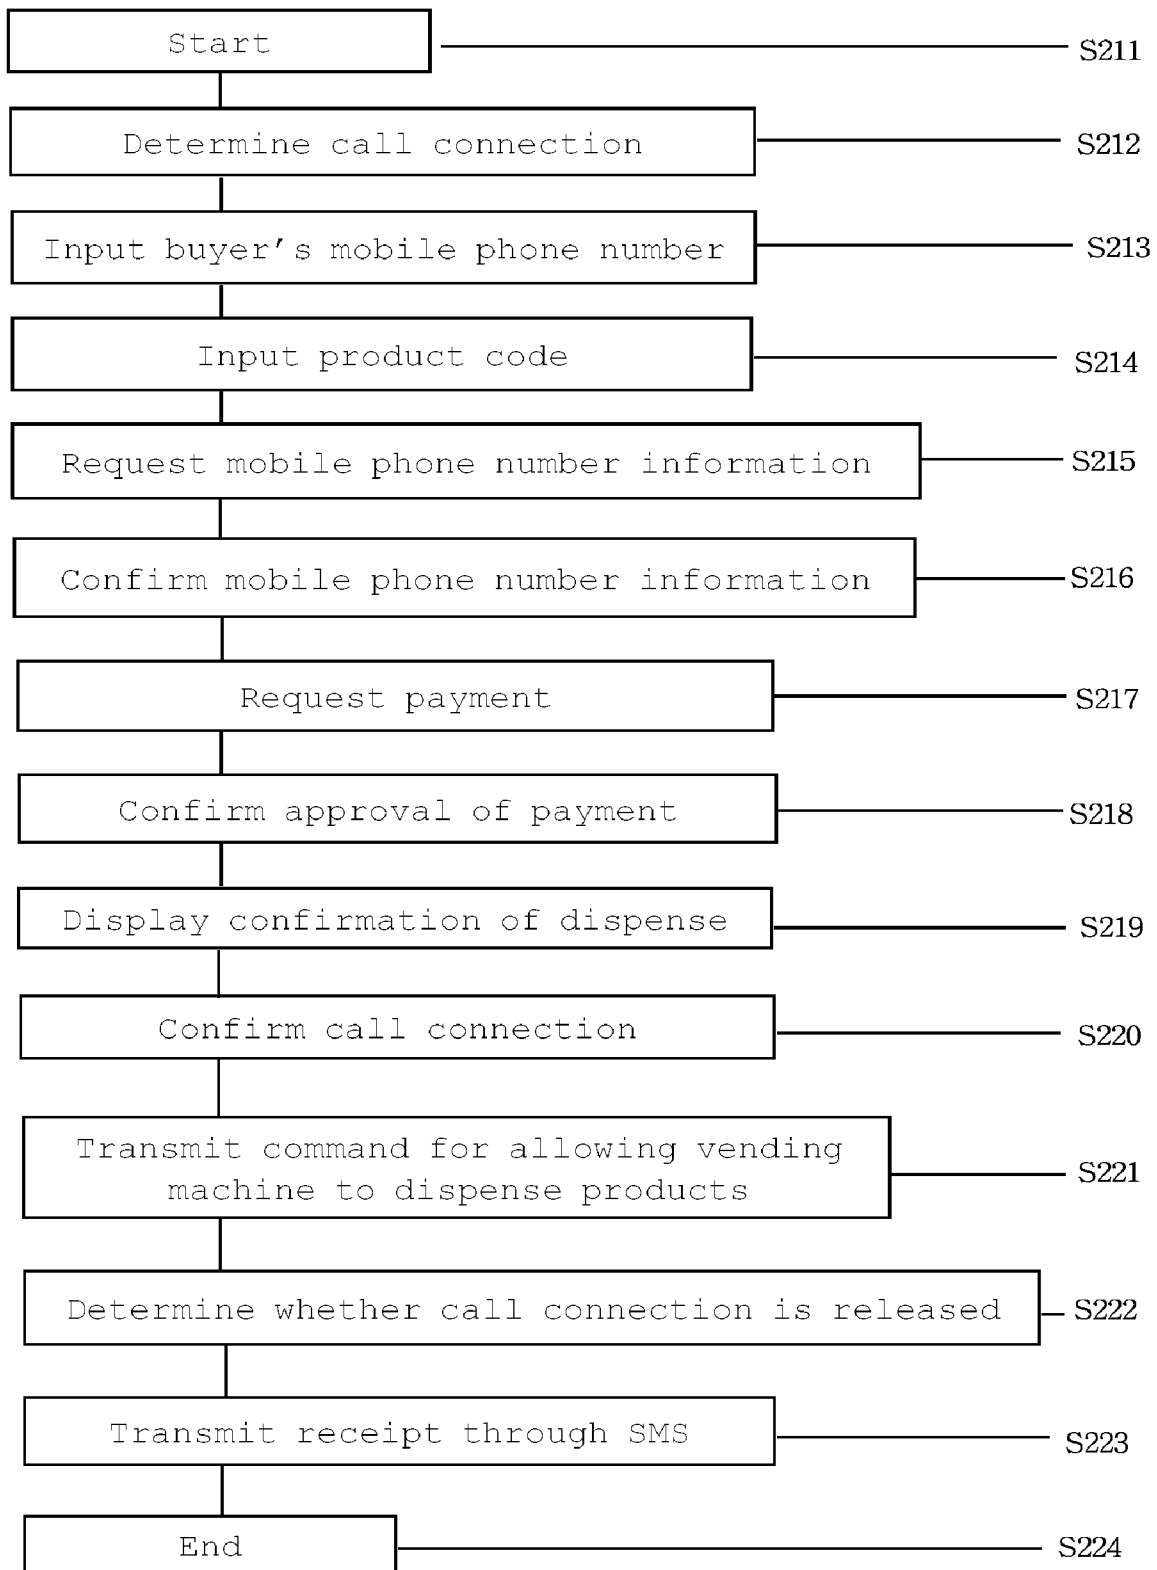 Start
S211
Determine call connection
S212
Input buyer's mobile phone number
S213
Input product code
S214
Request mobile phone number information
S215
Confirm mobile phone number information
S216
Request payment
S217
Confirm approval of payment
S218
Display confirmation of dispense
S219
Confirm call connection
S220
Transmit command for allowing vending
machine to dispense products
S221
Determine whether call connection is released
S222
Transmit receipt through SMS
S223
End
S224